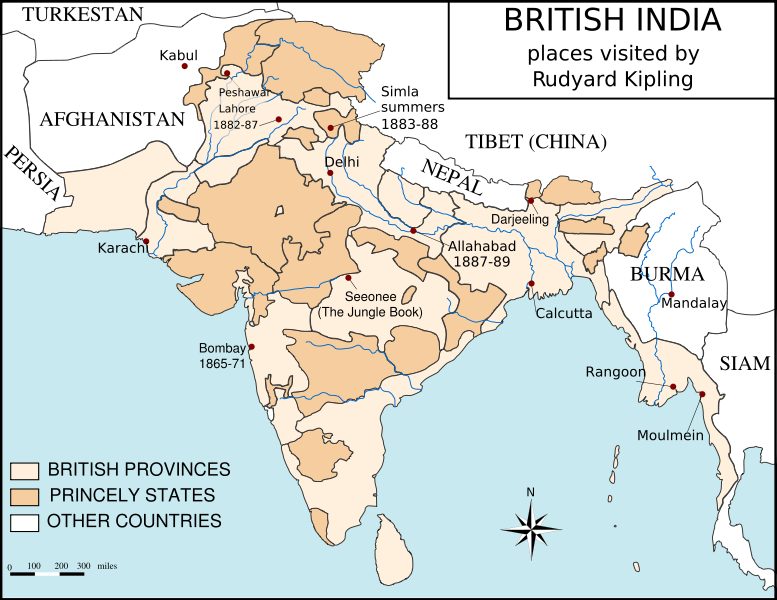 BRITISH INDIA
places visited by
Rudyard Kipling
TURKESTAN
Kabul
AFGHANISTAN
PERSIA
Peshawar
Lahore
1882-87
Simla
summers
1883-88
Delhi
TIBET (CHINA)
NEPAL
Darjeeling
Allahabad
1887-89
Karachi
Seeonee
(The Jungle Book)
Calcutta
BURMA
Mandalay
Bombay
1865-71
SIAM
Rangoon
Moulmein
BRITISH PROVINCES
PRINCELY STATES
OTHER COUNTRIES
N
0 100 200 300 miles